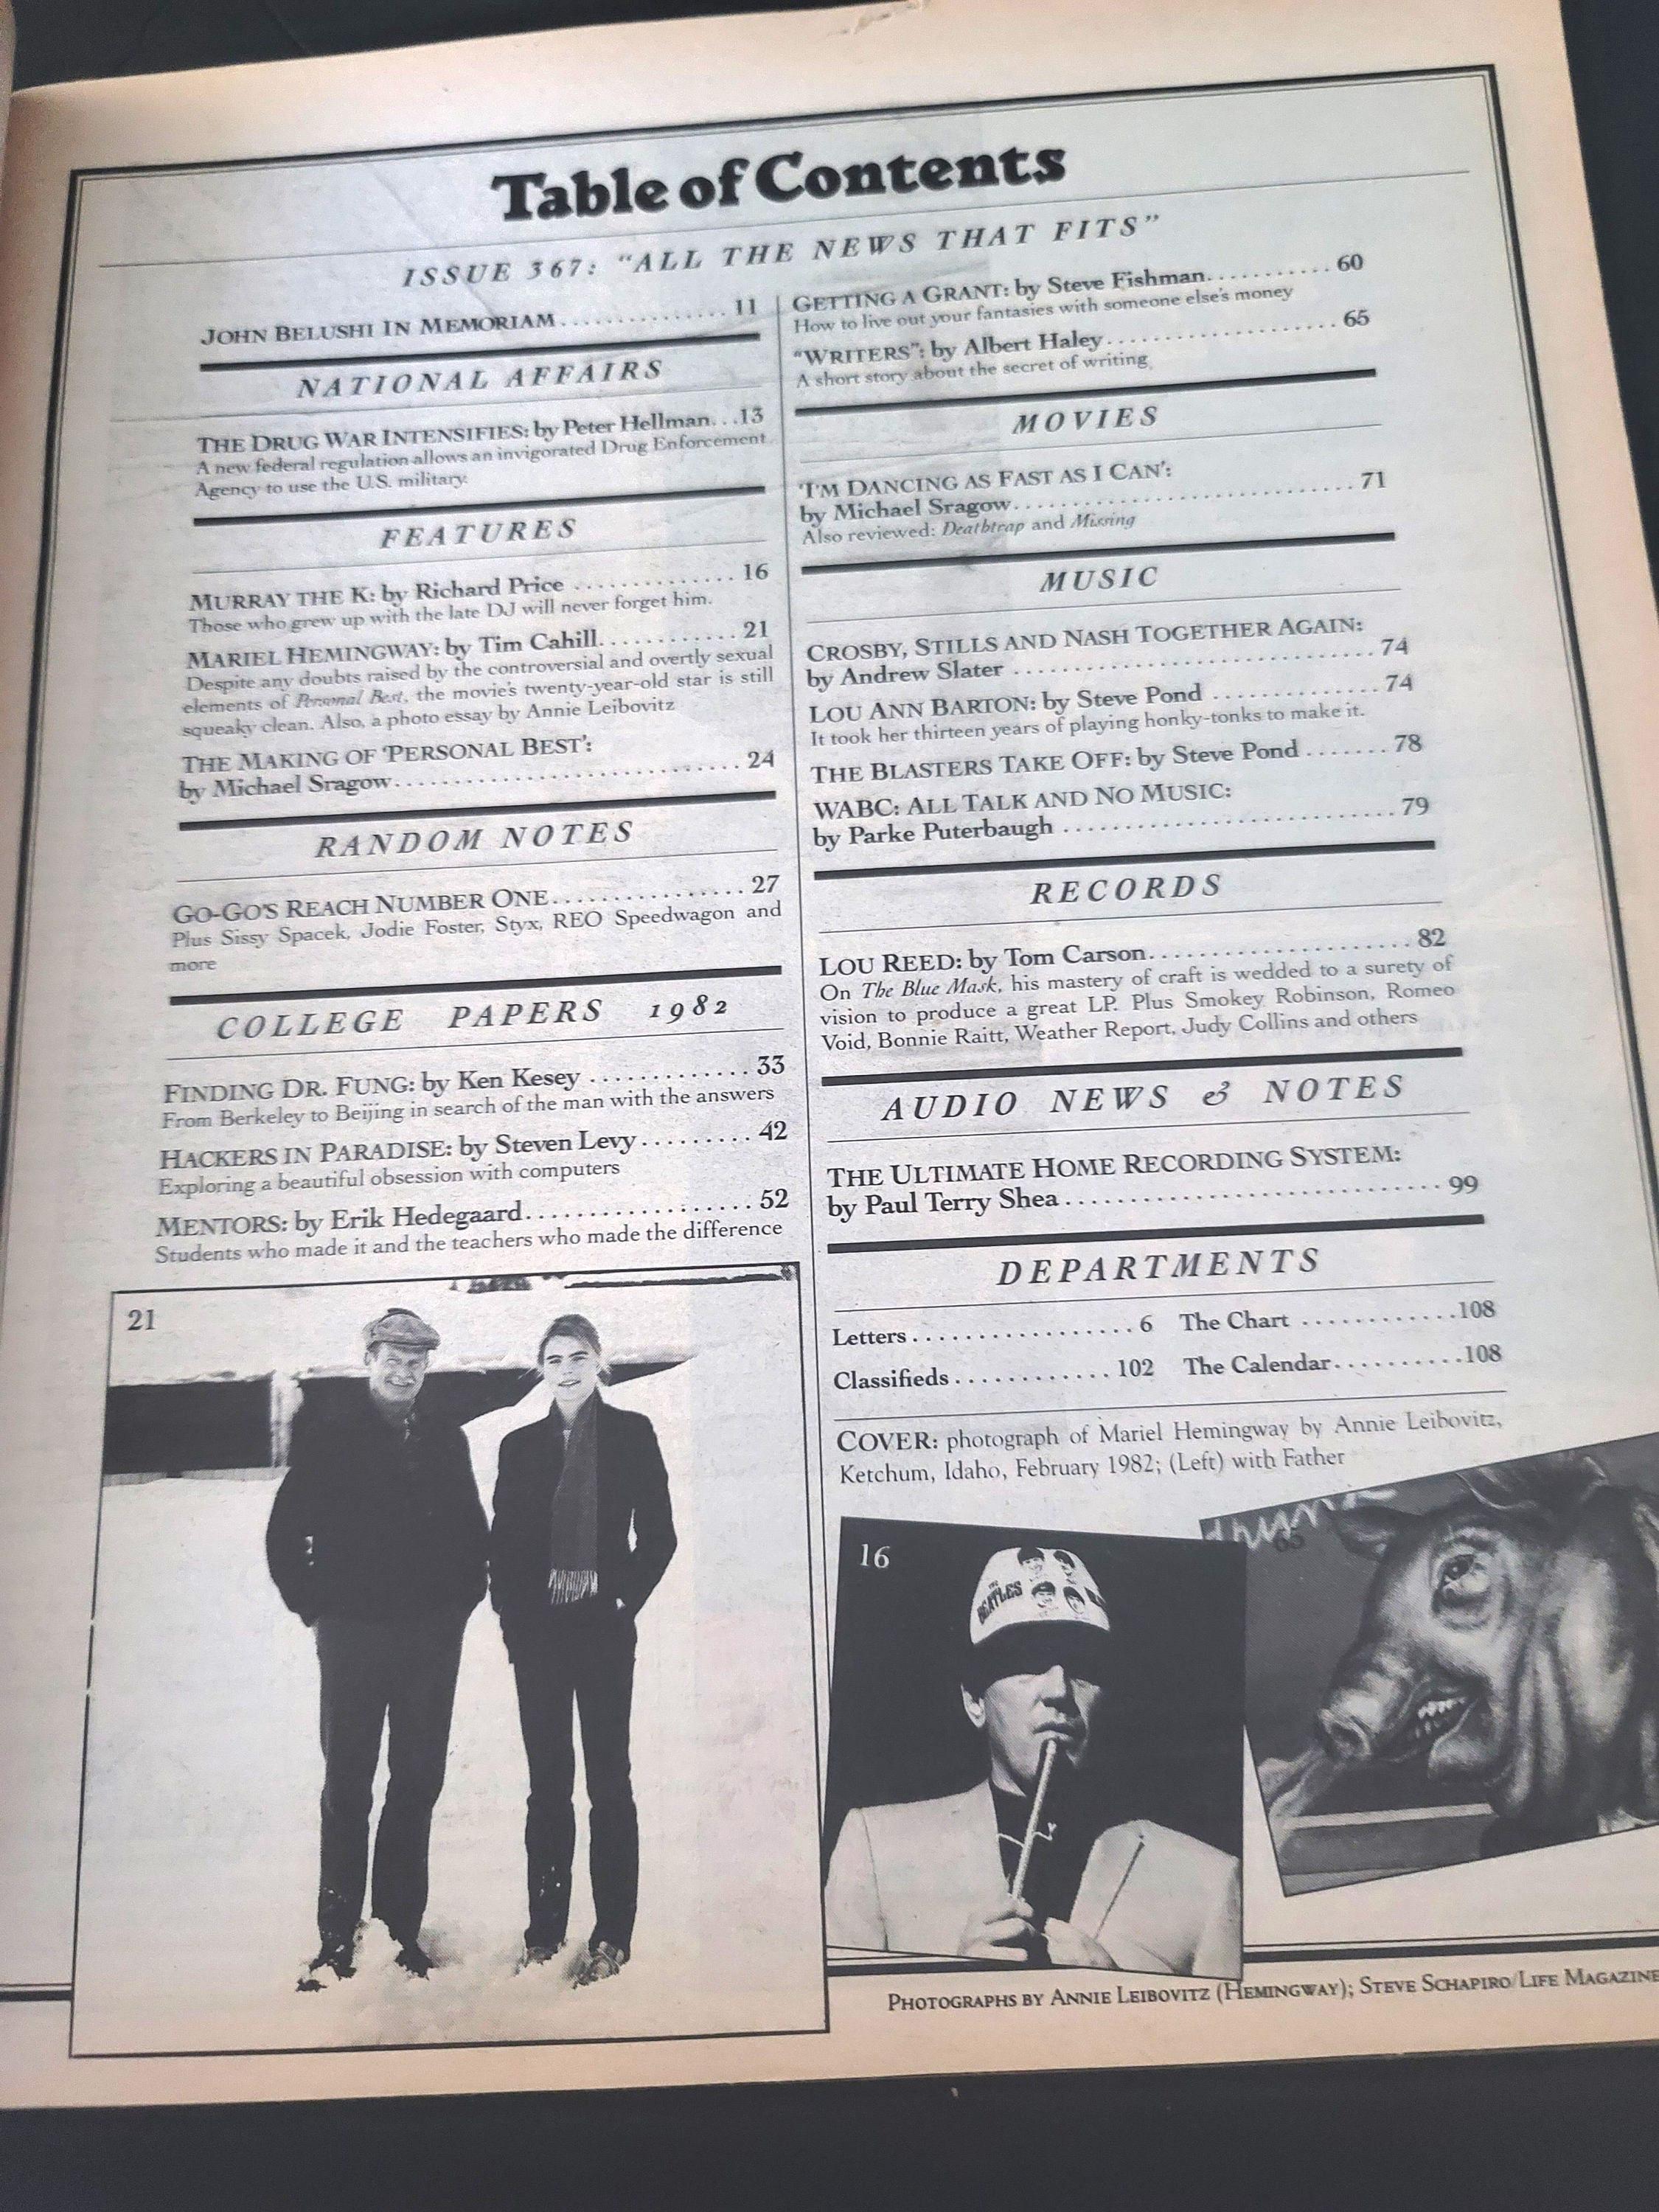 Table of Contents
ISSUE 367: “ALL THE NEWS THAT FITS”
JOHN BELUSHI IN MEMORIAM.................11
NATIONAL AFFAIRS
THE DRUG WAR INTENSIFIES: by Peter Hellman...13
A new federal regulation allows an invigorated Drug Enforcement
Agency to use the U.S. military.
FEATURES
MURRAY THE K: by Richard Price ..............16
Those who grew up with the late DJ will never forget him.
MARIEL HEMINGWAY: by Tim Cahill............21
Despite any doubts raised by the controversial and overtly sexual
elements of Personal Best, the movie's twenty-year-old star is still
squeaky clean. Also, a photo essay by Annie Leibovitz
THE MAKING OF 'PERSONAL BEST':
by Michael Sragow..............................24
RANDOM NOTES
GO-GO'S REACH NUMBER ONE................27
Plus Sissy Spacek, Jodie Foster, Styx, REO Speedwagon and
more
COLLEGE PAPERS 1982
FINDING DR. FUNG: by Ken Kesey .............33
From Berkeley to Beijing in search of the man with the answers
HACKERS IN PARADISE: by Steven Levy.........42
Exploring a beautiful obsession with computers
MENTORS: by Erik Hedegaard..................52
Students who made it and the teachers who made the difference
GETTING A GRANT: by Steve Fishman...........60
How to live out your fantasies with someone else's money
“WRITERS”: by Albert Haley....................65
A short story about the secret of writing
MOVIES
'I'M DANCING AS FAST AS I CAN':
by Michael Sragow..............................71
Also reviewed: Deathtrap and Missing
MUSIC
CROSBY, STILLS AND NASH TOGETHER AGAIN:
by Andrew Slater ..............................74
LOU ANN BARTON: by Steve Pond ..............74
It took her thirteen years of playing honky-tonks to make it.
THE BLASTERS TAKE OFF: by Steve Pond .......78
WABC: ALL TALK AND NO MUSIC:
by Parke Puterbaugh ...........................79
RECORDS
LOU REED: by Tom Carson.....................82
On The Blue Mask, his mastery of craft is wedded to a surety of
vision to produce a great LP. Plus Smokey Robinson, Romeo
Void, Bonnie Raitt, Weather Report, Judy Collins and others
AUDIO NEWS & NOTES
THE ULTIMATE HOME RECORDING SYSTEM:
by Paul Terry Shea..............................99
DEPARTMENTS
Letters.................6 The Chart ............108
Classifieds............102 The Calendar..........108
COVER: photograph of Mariel Hemingway by Annie Leibovitz,
Ketchum, Idaho, February 1982; (Left) with Father
21
16
THE
BEATLES
65
PHOTOGRAPHS BY ANNIE LEIBOVITZ (HEMINGWAY); STEVE SCHAPIRO/LIFE MAGAZINE